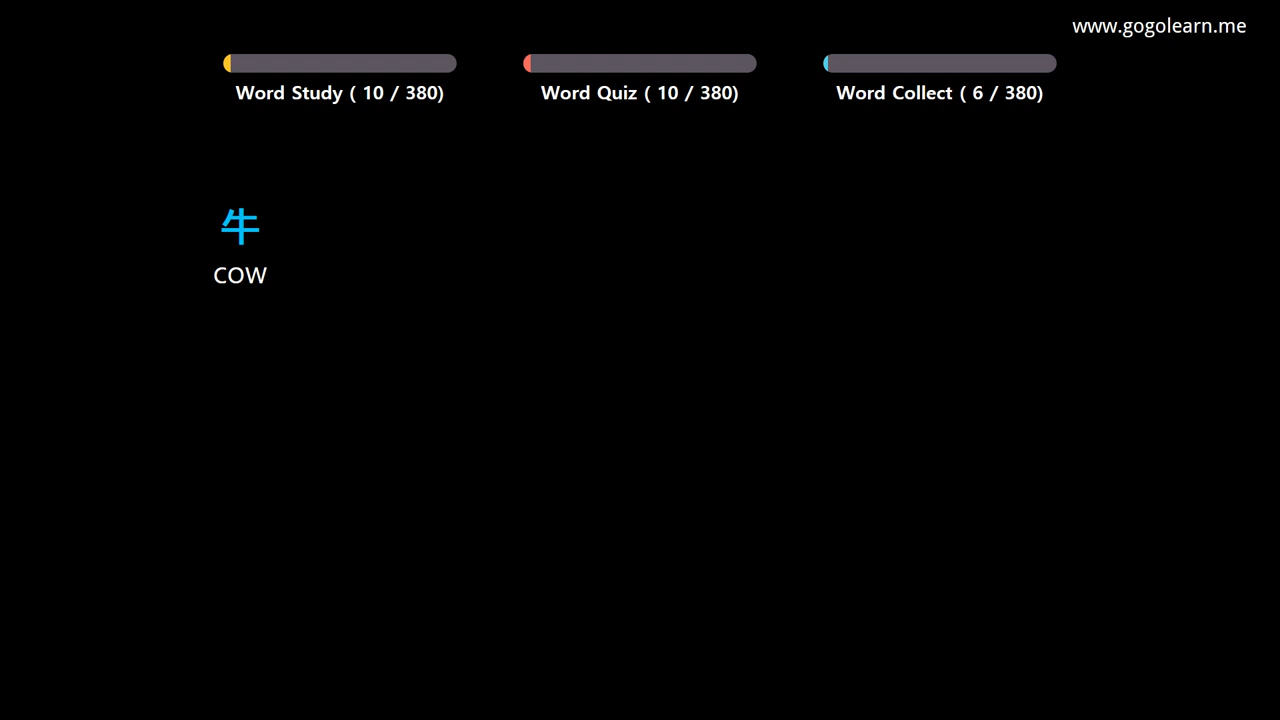 www.gogolearn.me
Word Study ( 10 / 380)
Word Quiz ( 10 / 380)
Word Collect ( 6 / 380)
牛
COW